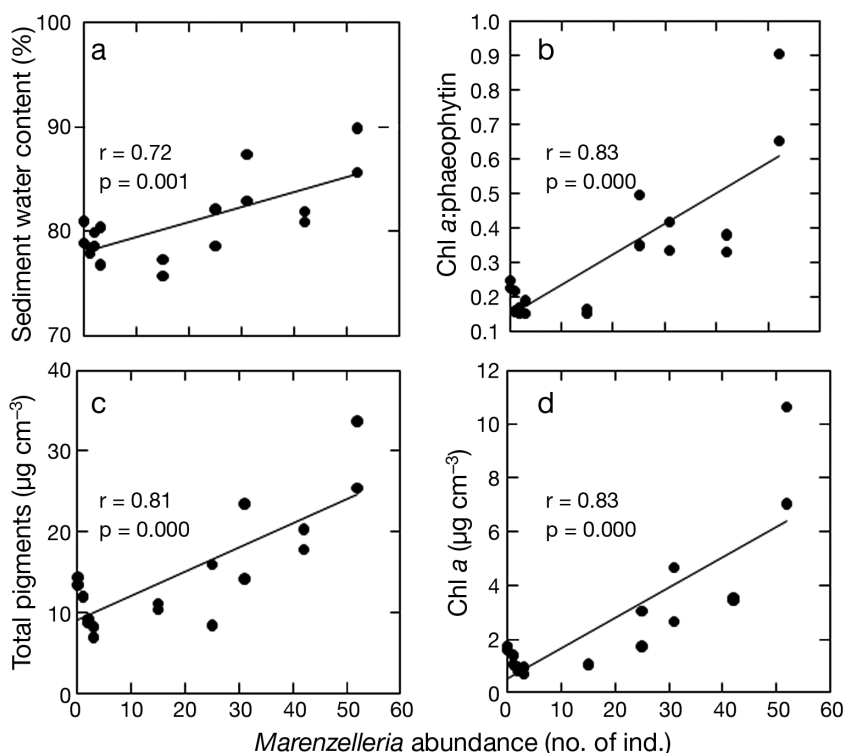 a
Sediment water content (%)
100
90
80
70
r = 0.72
p = 0.001
b
Chl a:phaeophytin
1.0
0.9
0.8
0.7
0.6
0.5
0.4
0.3
0.2
0.1
r = 0.83
p = 0.000
c
Total pigments (µg cm–3)
40
30
20
10
0
r = 0.81
p = 0.000
0 10 20 30 40 50 60
d
Chl a (µg cm–3)
12
10
8
6
4
2
0
r = 0.83
p = 0.000
0 10 20 30 40 50 60
Marenzelleria abundance (no. of ind.)